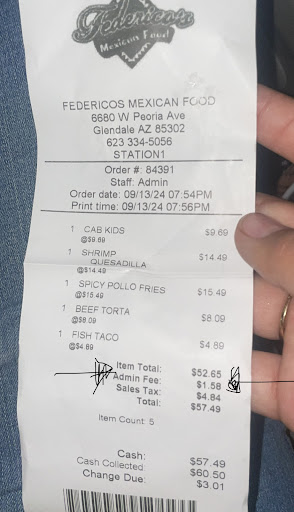 Federicos
Mexican Food
FEDERICOS MEXICAN FOOD
6680 W Peoria Ave
Glendale AZ 85302
623 334-5056
STATION1
Order #: 84391
Staff: Admin
Order date: 09/13/24 07:54PM
Print time: 09/13/24 07:56PM
1 CAB KIDS $9.69
@$9.69
1 SHRIMP QUESADILLA $14.49
@$14.49
1 SPICY POLLO FRIES $15.49
@$15.49
1 BEEF TORTA $8.09
@$8.09
1 FISH TACO $4.89
@$4.89
Item Total: $52.65
Admin Fee: $1.58
Sales Tax: $4.84
Total: $57.49
Item Count: 5
Cash: $57.49
Cash Collected: $60.50
Change Due: $3.01